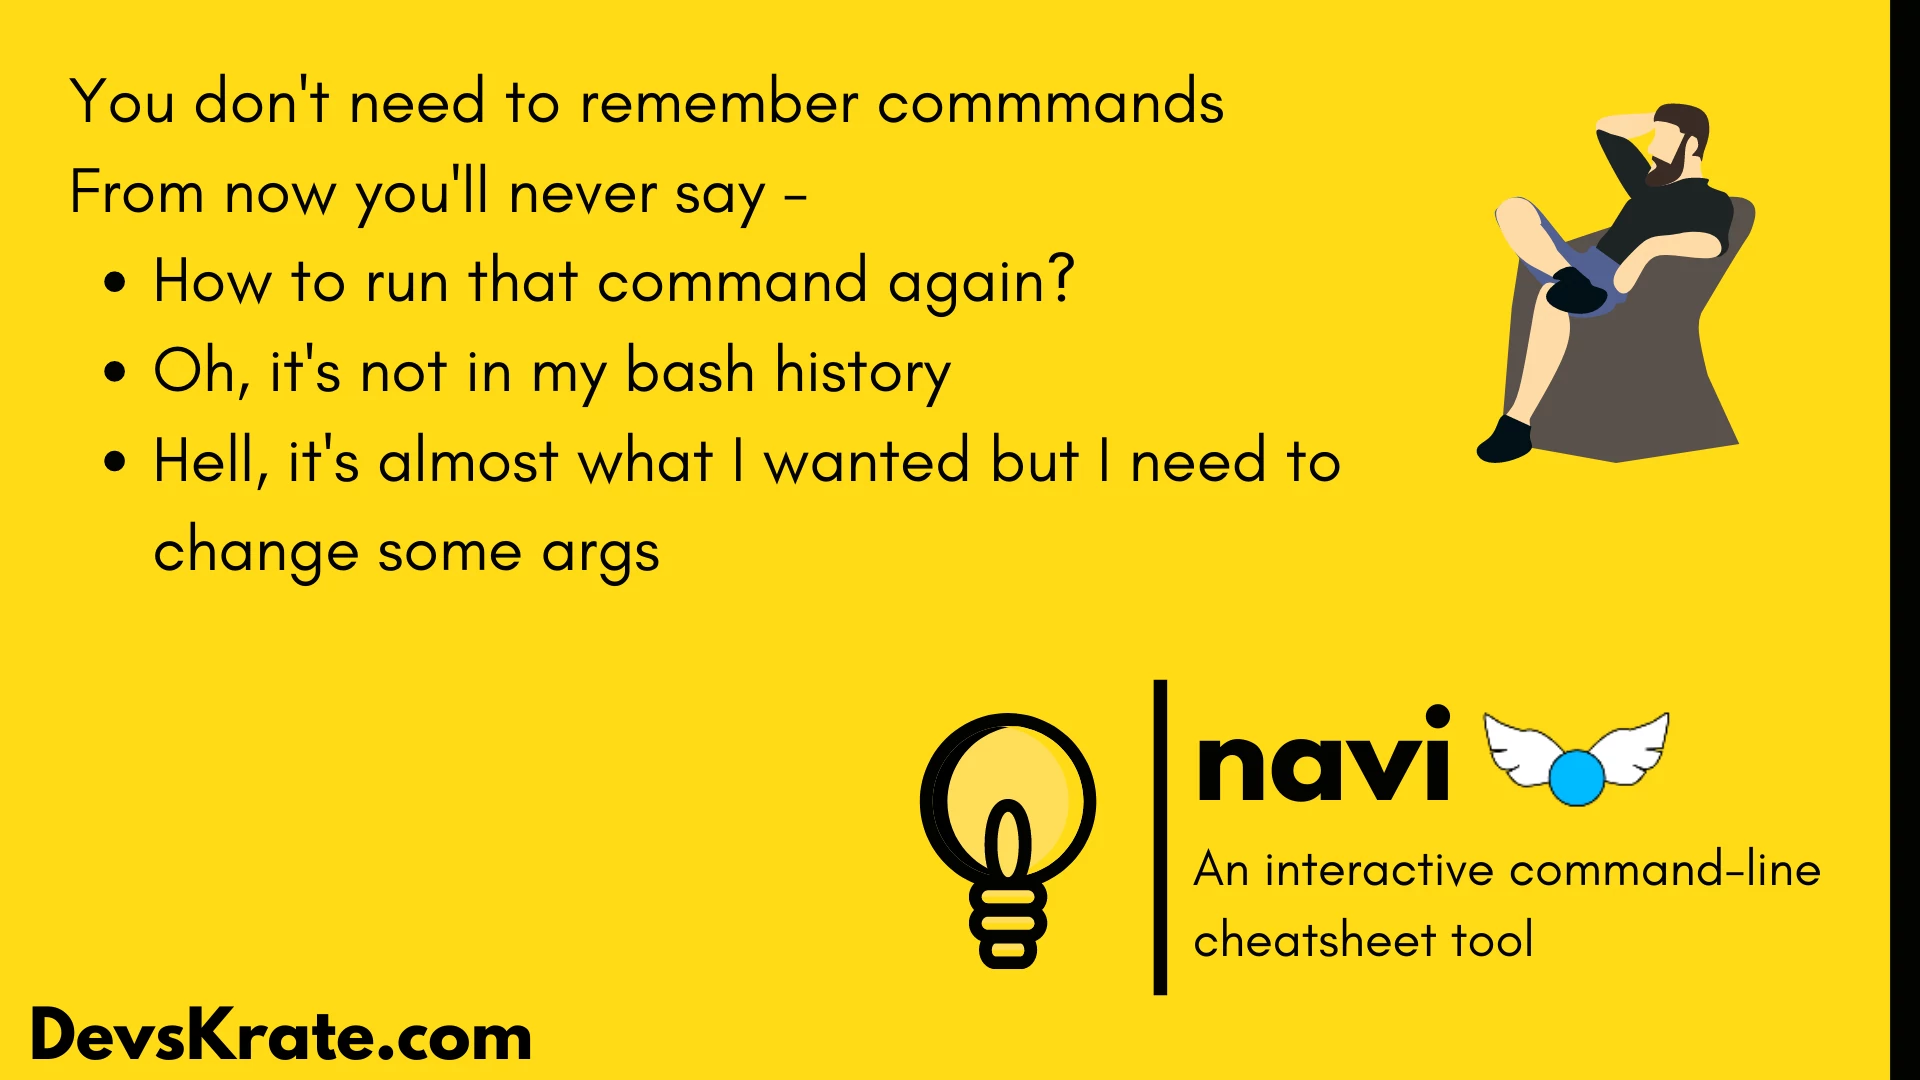 You don't need to remember commmands
From now you'll never say -
• How to run that command again?
• Oh, it's not in my bash history
• Hell, it's almost what I wanted but I need to
change some args
navi
An interactive command-line
cheatsheet tool
DevsKrate.com